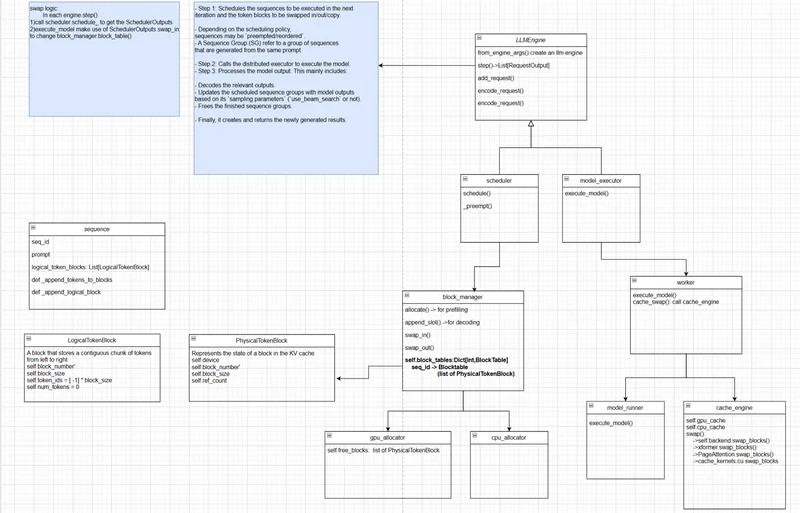 swap logic:
In each engine.step()
1)call scheduler.schedule_ to get the SchedulerOutputs
2)execute_model make use of SchedulerOutputs swap_in
to change block_manager.block_table()
- Step 1: Schedules the sequences to be executed in the next
iteration and the token blocks to be swapped in/out/copy.
- Depending on the scheduling policy,
sequences may be `preempted/reordered`.
- A Sequence Group (SG) refer to a group of sequences
that are generated from the same prompt.
- Step 2: Calls the distributed executor to execute the model.
- Step 3: Processes the model output. This mainly includes:
- Decodes the relevant outputs.
- Updates the scheduled sequence groups with model outputs
based on its `sampling parameters` (`use_beam_search` or not).
- Frees the finished sequence groups.
- Finally, it creates and returns the newly generated results.
LLMEngine
from_engine_args() create an llm engine
step()->List[RequestOutput]
add_request()
encode_request()
encode_request()
scheduler
schedule()
_preempt()
model_executor
execute_model()
sequence
seq_id
prompt
logical_token_blocks: List[LogicalTokenBlock]
def _append_tokens_to_blocks
def _append_logical_block
block_manager
allocate() -> for prefilling
append_slot() ->for decoding
swap_in()
swap_out()
self.block_tables:Dict[int,BlockTable]
seq_id -> Blocktable
(list of PhysicalTokenBlock)
worker
execute_model()
cache_swap(): call cache_engine
LogicalTokenBlock
A block that stores a contiguous chunk of tokens
from left to right
self.block_number'
self.block_size
self.token_ids = [ -1] * block_size
self.num_tokens = 0
PhysicalTokenBlock
Represents the state of a block in the KV cache
self.device
self.block_number'
self.block_size
self.ref_count
gpu_allocator
self.free_blocks: list of PhysicalTokenBlock
cpu_allocator
model_runner
execute_model()
cache_engine
self.gpu_cache
self.cpu_cache
swap()
->self.backend.swap_blocks()
->xformer.swap_blocks()
->PageAttention.swap_blocks()
->cache_kernels.cu swap_blocks